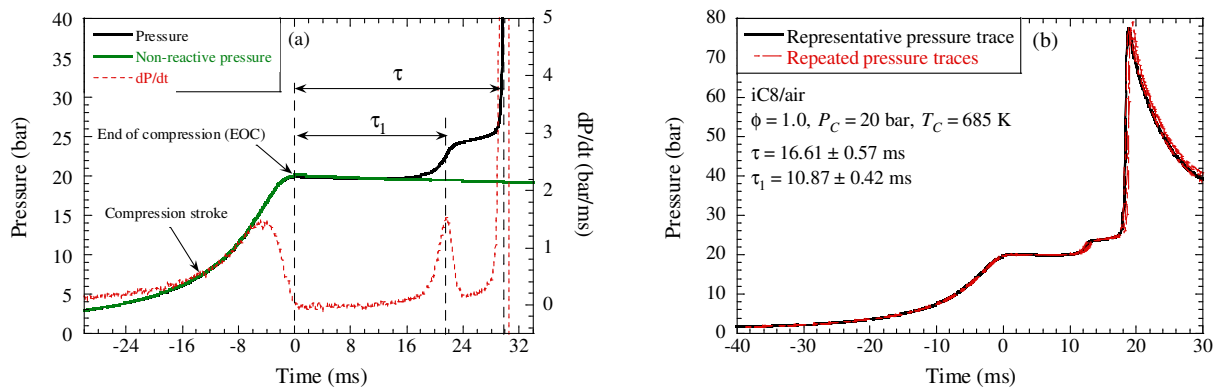 Pressure
Non-reactive pressure
dP/dt
(a)
τ
τ1
End of compression (EOC)
Compression stroke
40
35
30
25
20
15
10
5
0
Pressure (bar)
5
4
3
2
1
0
dP/dt (bar/ms)
-24 -16 -8 0 8 16 24 32
Time (ms)
Representative pressure trace
Repeated pressure traces
(b)
iC8/air
ϕ = 1.0, PC = 20 bar, TC = 685 K
τ = 16.61 ± 0.57 ms
τ1 = 10.87 ± 0.42 ms
80
70
60
50
40
30
20
10
0
Pressure (bar)
-40 -30 -20 -10 0 10 20 30
Time (ms)